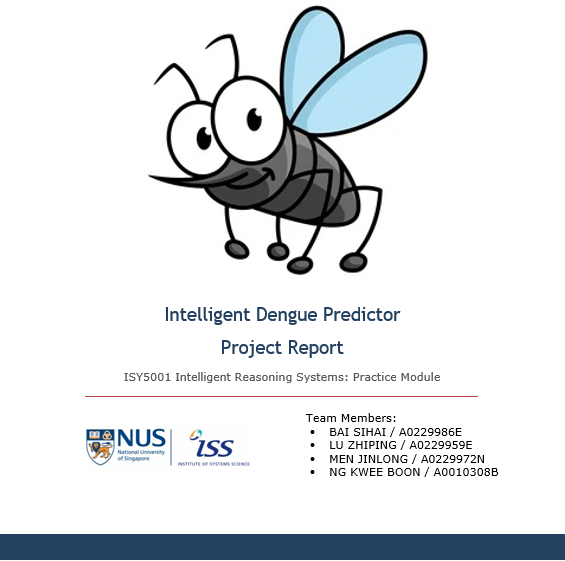 Intelligent Dengue Predictor
Project Report
ISY5001 Intelligent Reasoning Systems: Practice Module
NUS
National University
of Singapore
iss
INSTITUTE OF SYSTEMS SCIENCE
Team Members:
• BAI SIHAI / A0229986E
• LU ZHIPING / A0229959E
• MEN JINLONG / A0229972N
• NG KWEE BOON / A0010308B